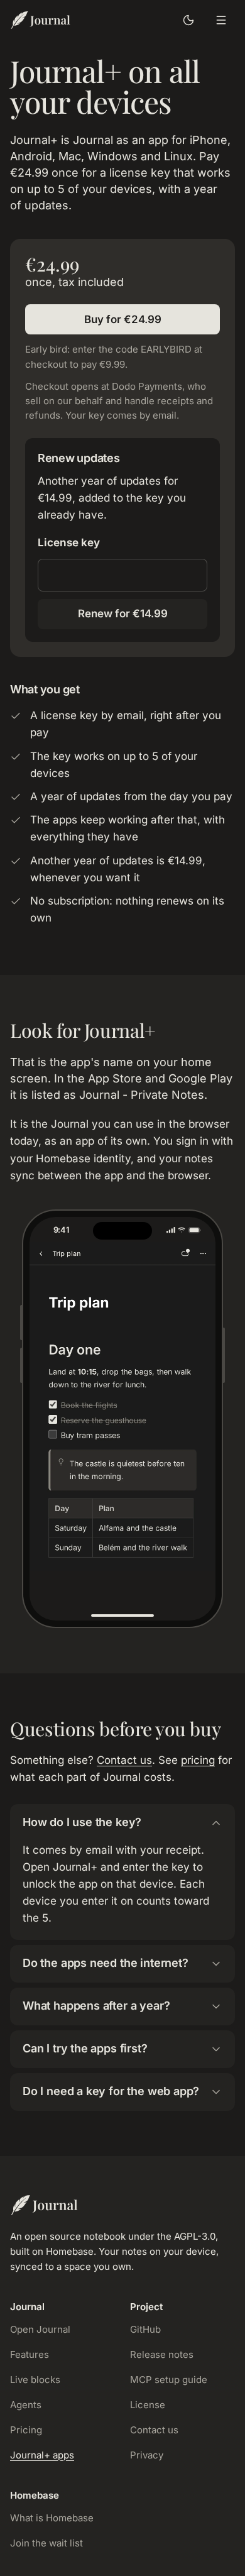 Journal
Journal+ on all
your devices
Journal+ is Journal as an app for iPhone,
Android, Mac, Windows and Linux. Pay
€24.99 once for a license key that works
on up to 5 of your devices, with a year
of updates.
€24.99
once, tax included
Buy for €24.99
Early bird: enter the code EARLYBIRD at
checkout to pay €9.99.
Checkout opens at Dodo Payments, who
sell on our behalf and handle receipts and
refunds. Your key comes by email.
Renew updates
Another year of updates for
€14.99, added to the key you
already have.
License key
Renew for €14.99
What you get
A license key by email, right after you
pay
The key works on up to 5 of your
devices
A year of updates from the day you pay
The apps keep working after that, with
everything they have
Another year of updates is €14.99,
whenever you want it
No subscription: nothing renews on its
own
Look for Journal+
That is the app's name on your home
screen. In the App Store and Google Play
it is listed as Journal - Private Notes.
It is the Journal you can use in the browser
today, as an app of its own. You sign in with
your Homebase identity, and your notes
sync between the app and the browser.
9:41
Trip plan
Trip plan
Day one
Land at 10:15, drop the bags, then walk
down to the river for lunch.
Book the flights
Reserve the guesthouse
Buy tram passes
The castle is quietest before ten
in the morning.
Day Plan
Saturday Alfama and the castle
Sunday Belém and the river walk
Questions before you buy
Something else? Contact us. See pricing for
what each part of Journal costs.
How do I use the key?
It comes by email with your receipt.
Open Journal+ and enter the key to
unlock the app on that device. Each
device you enter it on counts toward
the 5.
Do the apps need the internet?
What happens after a year?
Can I try the apps first?
Do I need a key for the web app?
Journal
An open source notebook under the AGPL-3.0,
built on Homebase. Your notes on your device,
synced to a space you own.
Journal
Open Journal
Features
Live blocks
Agents
Pricing
Journal+ apps
Project
GitHub
Release notes
MCP setup guide
License
Contact us
Privacy
Homebase
What is Homebase
Join the wait list